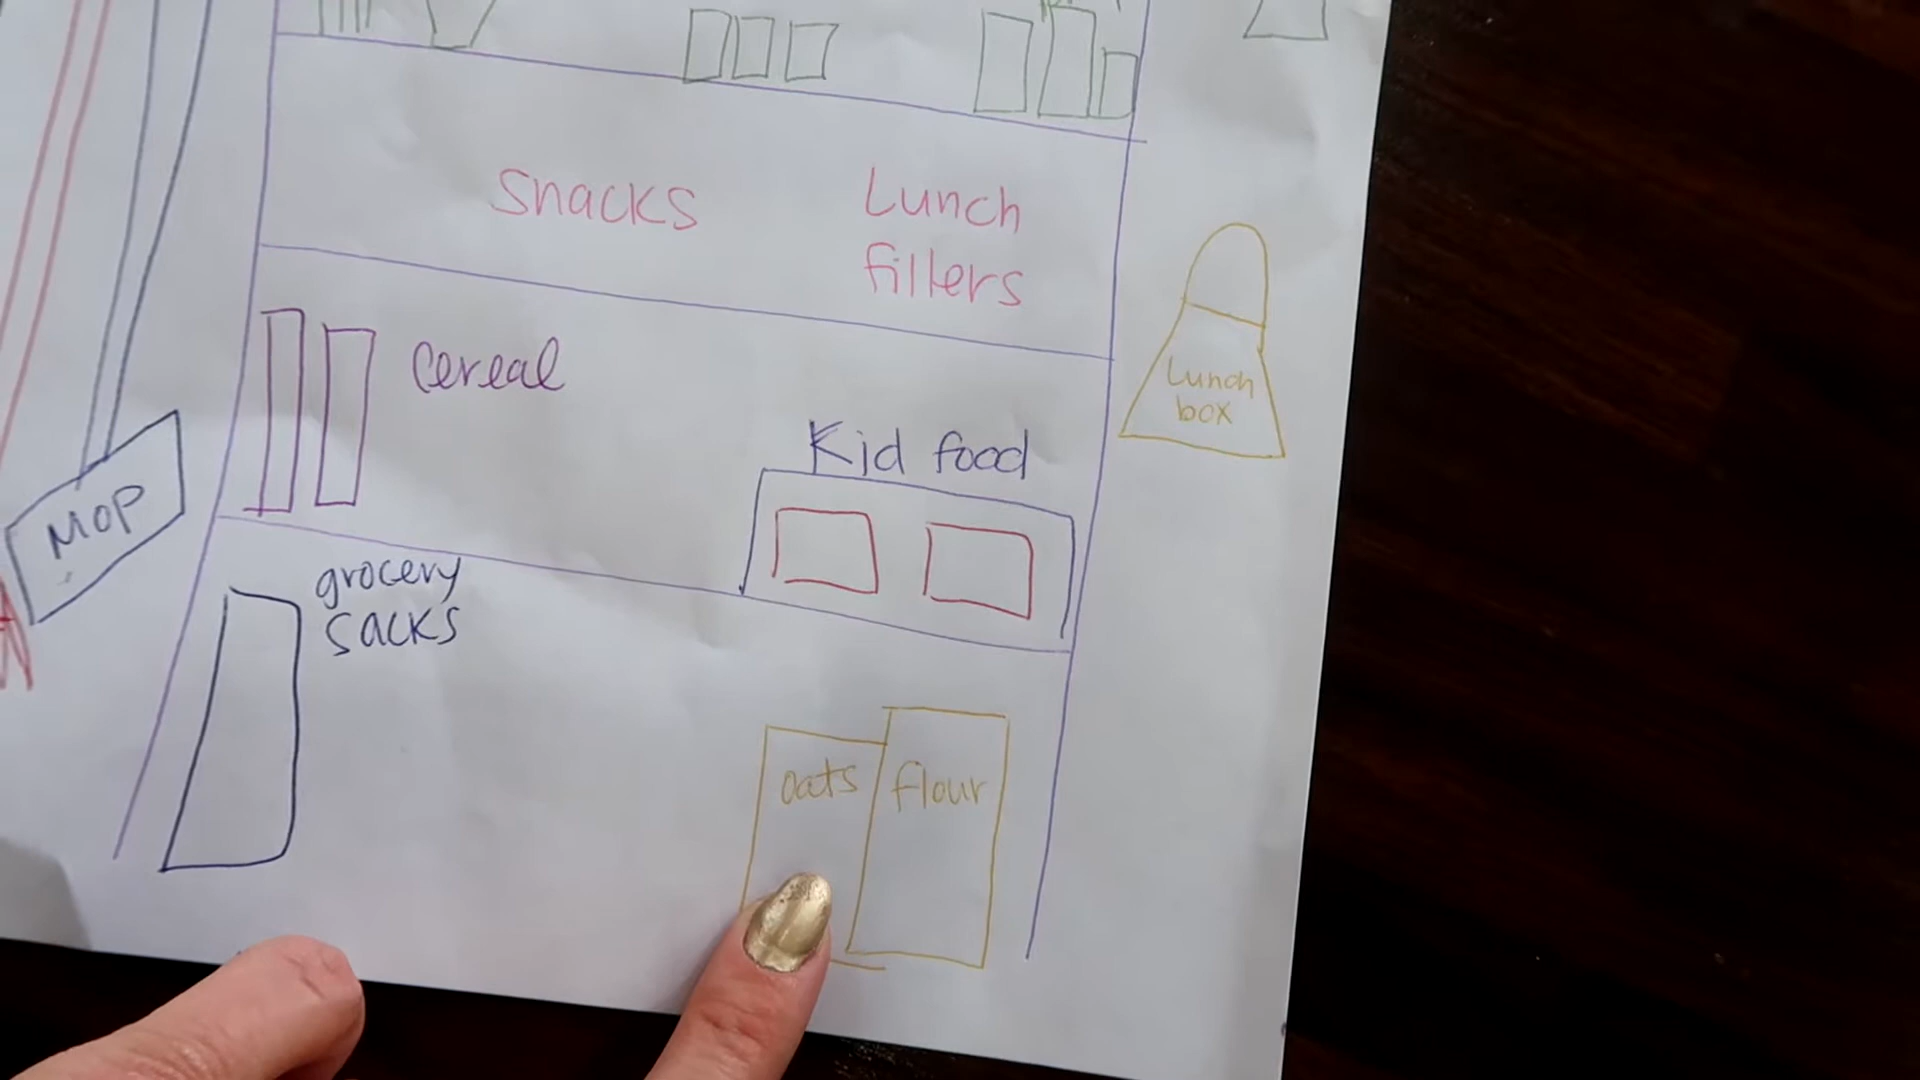 Snacks
Lunch
fillers
Cereal
Kid food
Lunch
box
MOP
grocery
sacks
oats
flour